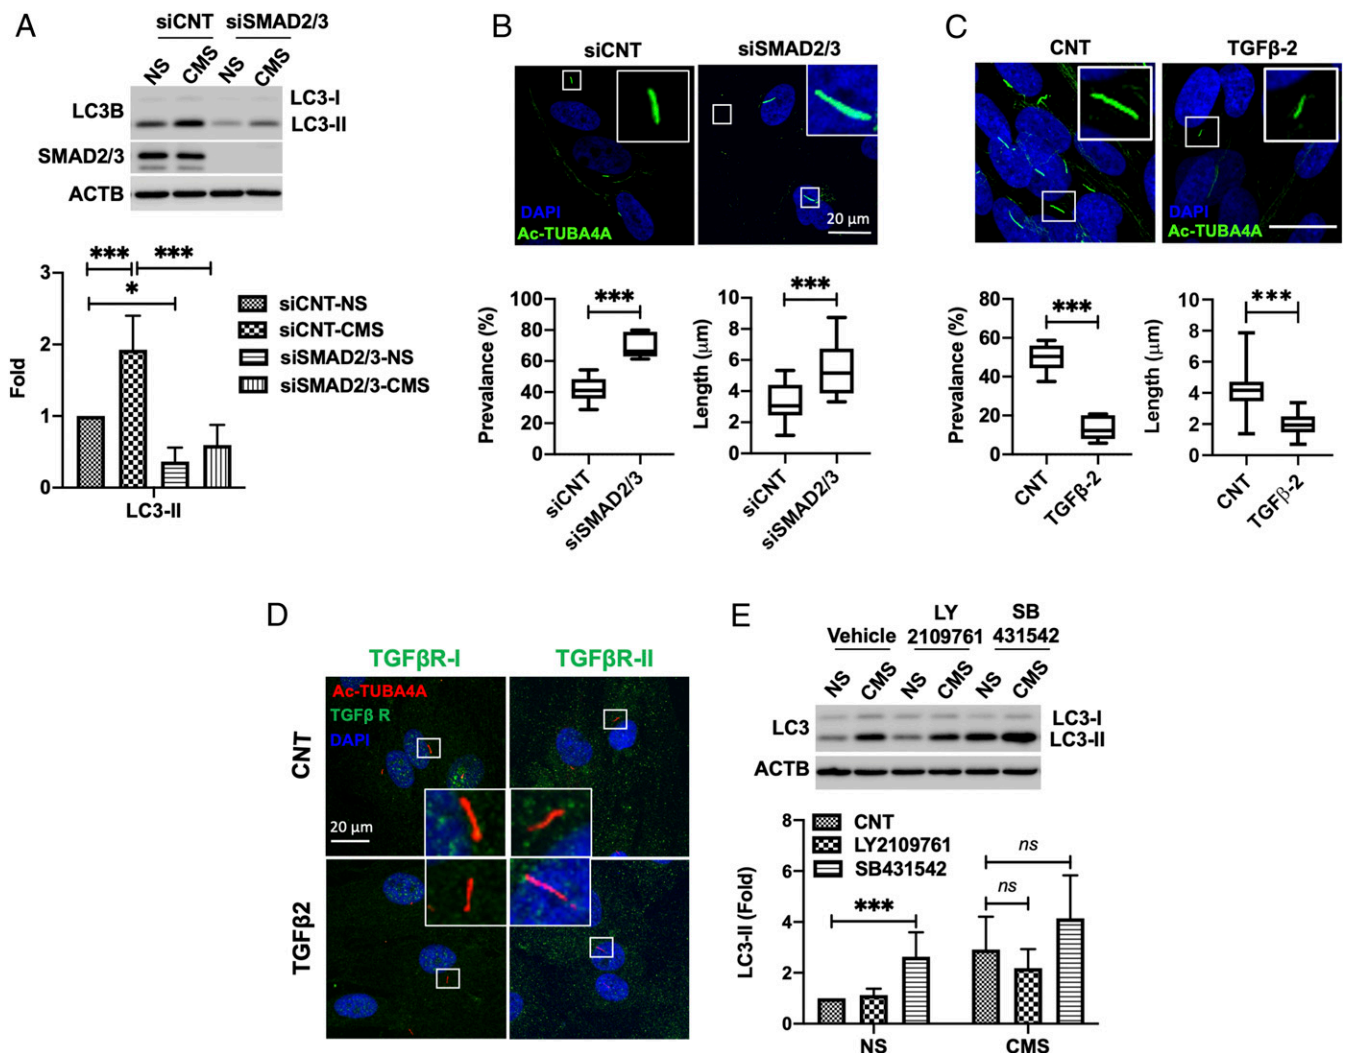 A
siCNT siSMAD2/3
NS CMS NS CMS
LC3B
LC3-I
LC3-II
SMAD2/3
ACTB
*** ***
*
3
2
1
0
Fold
LC3-II
siCNT-NS
siCNT-CMS
siSMAD2/3-NS
siSMAD2/3-CMS
B
siCNT siSMAD2/3
DAPI
Ac-TUBA4A
20 μm
Prevalance (%)
100
80
60
40
20
0
***
siCNT
siSMAD2/3
Length (μm)
10
8
6
4
2
0
***
siCNT
siSMAD2/3
C
CNT TGFβ-2
DAPI
Ac-TUBA4A
DAPI
Ac-TUBA4A
Prevalance (%)
80
60
40
20
0
***
CNT
TGFβ-2
Length (μm)
10
8
6
4
2
0
***
CNT
TGFβ-2
D
TGFβR-I TGFβR-II
Ac-TUBA4A
TGFβ R
DAPI
CNT
20 μm
TGFβ2
E
Vehicle
LY
2109761
SB
431542
NS CMS NS CMS NS CMS
LC3
LC3-I
LC3-II
ACTB
LC3-II (Fold)
8
6
4
2
0
CNT
LY2109761
SB431542
***
ns
ns
NS CMS